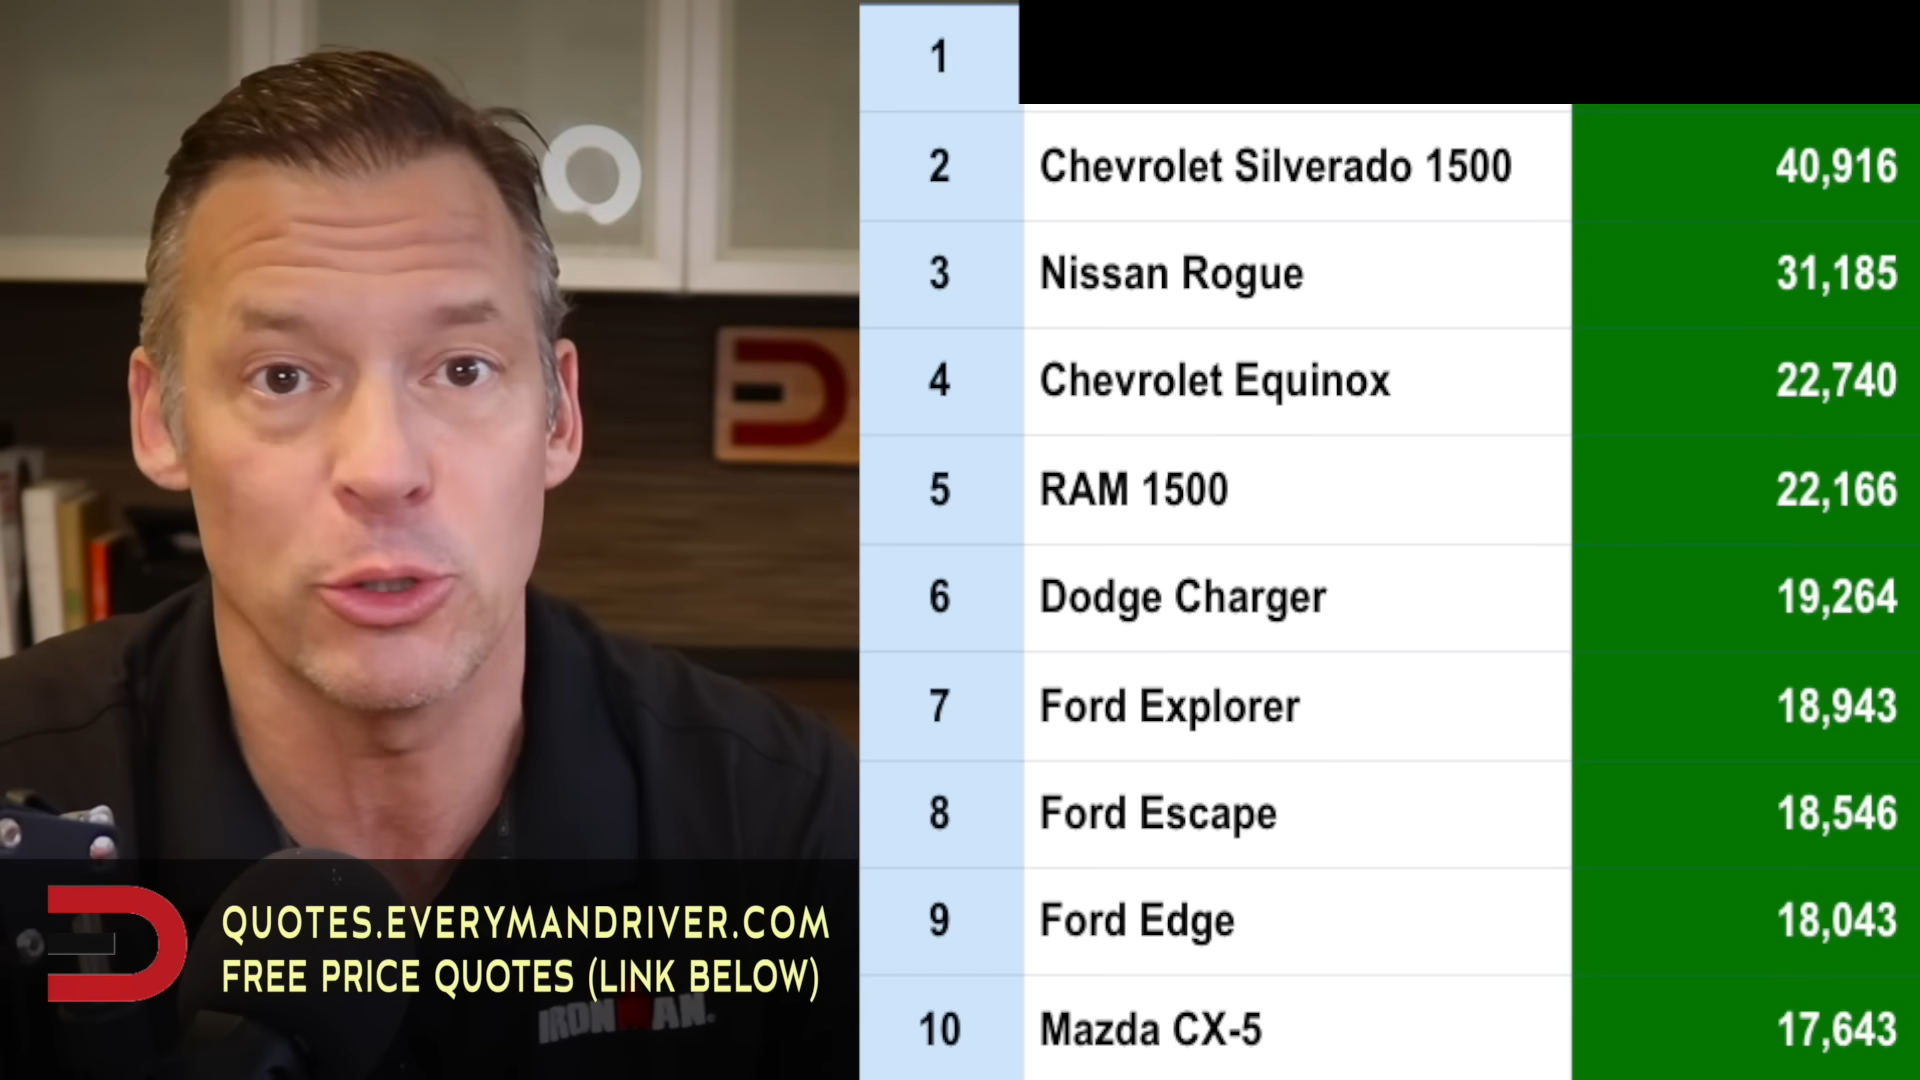 1
2 Chevrolet Silverado 1500 40,916
3 Nissan Rogue 31,185
4 Chevrolet Equinox 22,740
5 RAM 1500 22,166
6 Dodge Charger 19,264
7 Ford Explorer 18,943
8 Ford Escape 18,546
9 Ford Edge 18,043
10 Mazda CX-5 17,643
QUOTES.EVERYMANDRIVER.COM
FREE PRICE QUOTES (LINK BELOW)
IRONMAN.